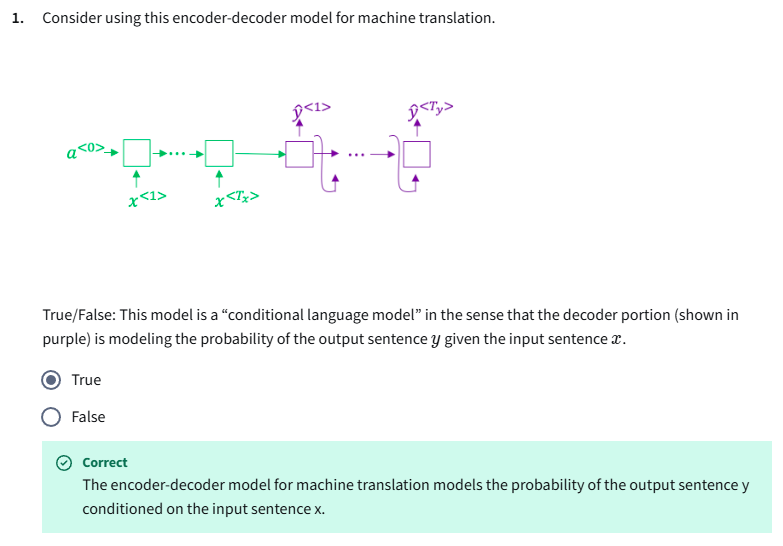 1. Consider using this encoder-decoder model for machine translation.
ŷ<1> ŷ<Ty>
a<0> ...  ...
x<1> x<Tx>
True/False: This model is a “conditional language model” in the sense that the decoder portion (shown in
purple) is modeling the probability of the output sentence y given the input sentence x.
True
False
Correct
The encoder-decoder model for machine translation models the probability of the output sentence y
conditioned on the input sentence x.